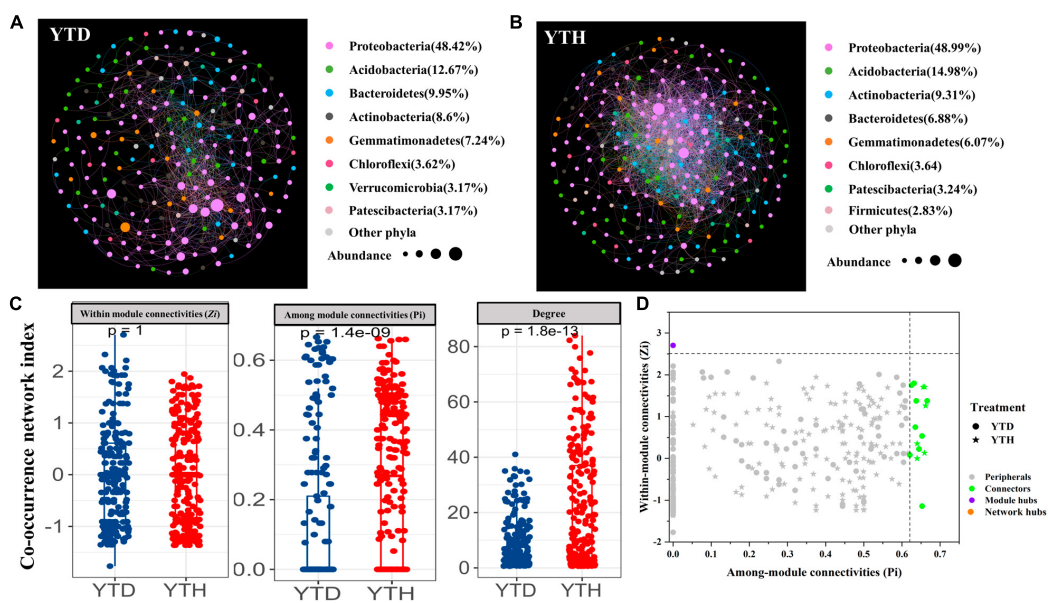 A
YTD
Proteobacteria(48.42%)
Acidobacteria(12.67%)
Bacteroidetes(9.95%)
Actinobacteria(8.6%)
Gemmatimonadetes(7.24%)
Chloroflexi(3.62%)
Verrucomicrobia(3.17%)
Patescibacteria(3.17%)
Other phyla
Abundance
B
YTH
Proteobacteria(48.99%)
Acidobacteria(14.98%)
Actinobacteria(9.31%)
Bacteroidetes(6.88%)
Gemmatimonadetes(6.07%)
Chloroflexi(3.64)
Patescibacteria(3.24%)
Firmicutes(2.83%)
Other phyla
Abundance
C
Co-occurrence network index
Within module connectivities (Zi)
p = 1
2
1
0
-1
YTD YTH
Among module connectivities (Pi)
p = 1.4e-09
0.6
0.4
0.2
0.0
YTD YTH
Degree
p = 1.8e-13
80
60
40
20
0
YTD YTH
D
Within-module connectivities (Zi)
3
2
1
0
-1
-2
0.0 0.1 0.2 0.3 0.4 0.5 0.6 0.7
Among-module connectivities (Pi)
Treatment
YTD
YTH
Peripherals
Connectors
Module hubs
Network hubs